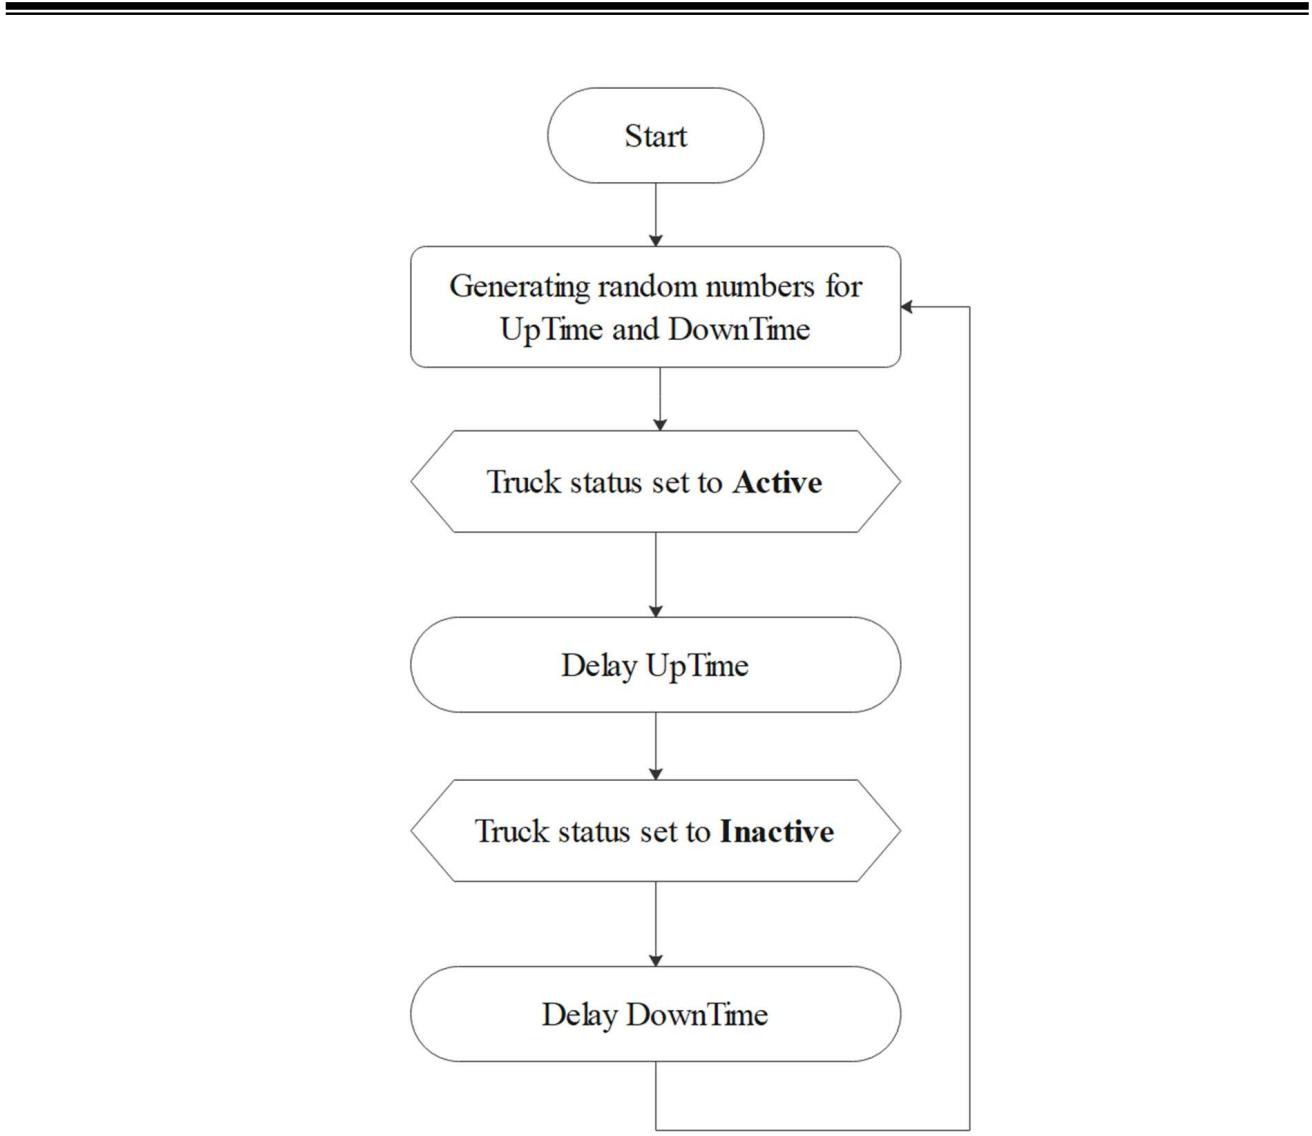 Start
Generating random numbers for
UpTime and DownTime
Truck status set to Active
Delay UpTime
Truck status set to Inactive
Delay DownTime